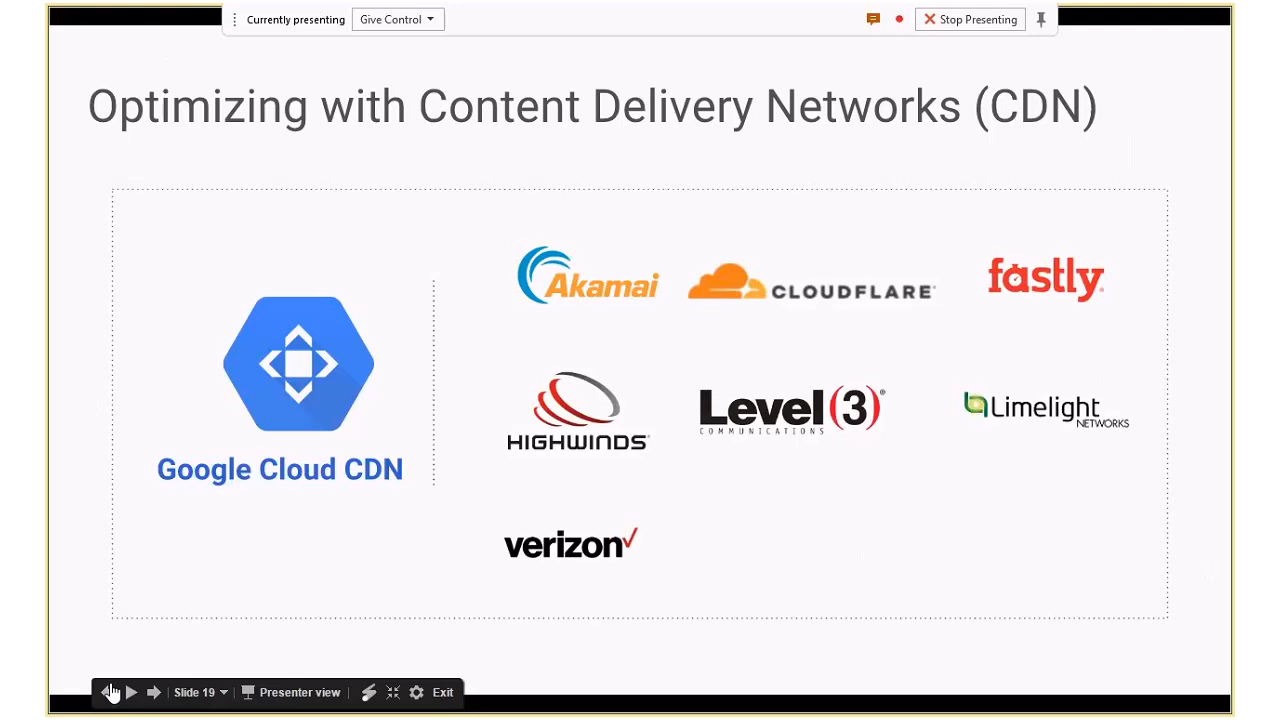 Currently presenting
Give Control
Stop Presenting
Optimizing with Content Delivery Networks (CDN)
Akamai
CLOUDFLARE
fastly
HIGHWINDS
Level (3)
COMMUNICATIONS
Limelight
NETWORKS
Google Cloud CDN
verizon
Slide 19
Presenter view
Exit